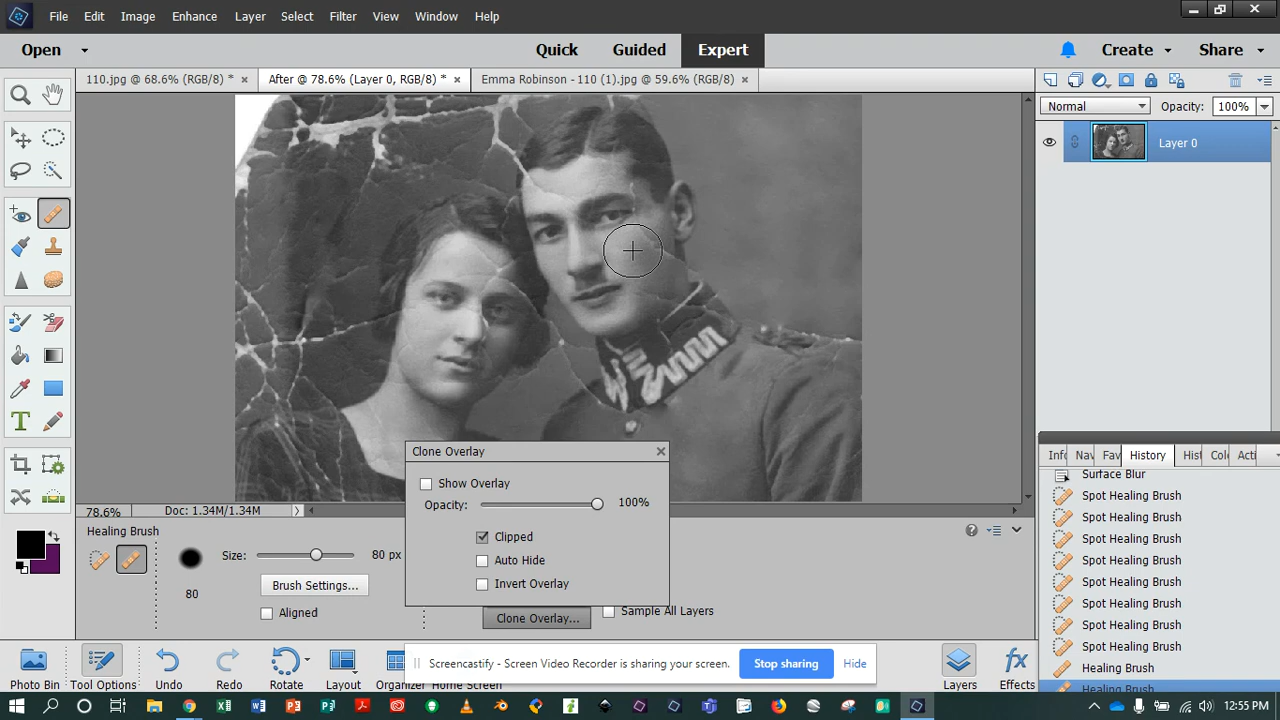 File Edit Image Enhance Layer Select Filter View Window Help
Open Quick Guided Expert Create Share
110.jpg @ 68.6% (RGB/8) * × After @ 78.6% (Layer 0, RGB/8) * × Emma Robinson - 110 (1).jpg @ 59.6% (RGB/8) ×
Normal Opacity: 100%
Layer 0
Clone Overlay
Show Overlay
Opacity: 100%
Clipped
Auto Hide
Invert Overlay
Inf Nav Fav History Hist Col Acti
Surface Blur
Spot Healing Brush
Spot Healing Brush
Spot Healing Brush
Spot Healing Brush
Spot Healing Brush
Spot Healing Brush
Spot Healing Brush
Spot Healing Brush
Healing Brush
Healing Brush
78.6% Doc: 1.34M/1.34M
Healing Brush
Size: 80 px
80
Brush Settings...
Aligned
Clone Overlay...
Sample All Layers
Photo Bin Tool Options Undo Redo Rotate Layout Organizer Home Screen Layers Effects
Screencastify - Screen Video Recorder is sharing your screen. Stop sharing Hide
12:55 PM